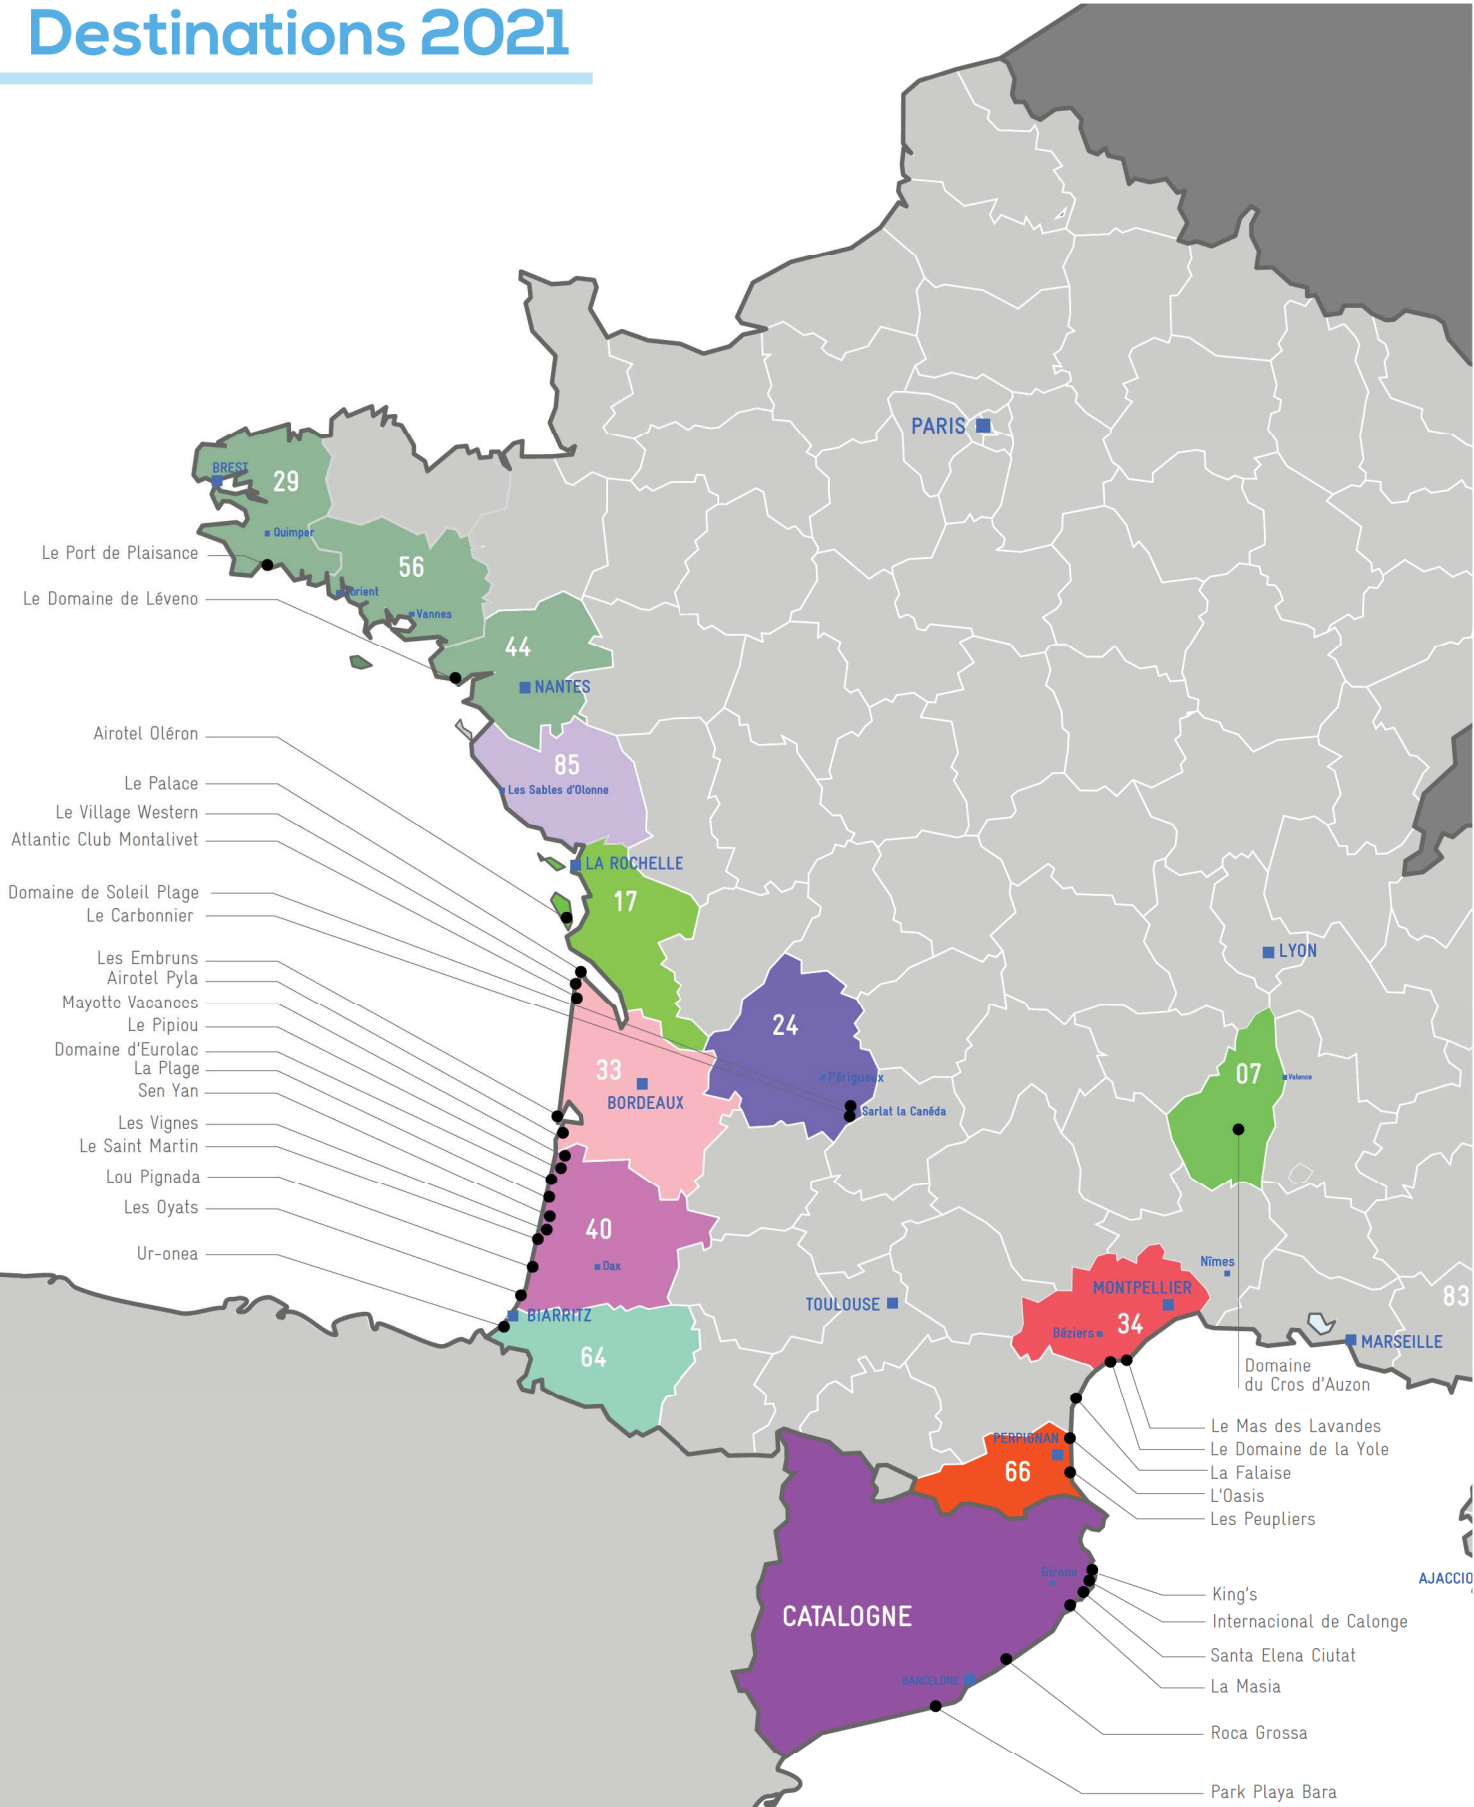 Destinations 2021
PARIS
BREST
29
Quimper
Le Port de Plaisance
56
Lorient
Le Domaine de Léveno
Vannes
44
NANTES
Airotel Oléron
85
Le Palace
Les Sables d'Olonne
Le Village Western
Atlantic Club Montalivet
LA ROCHELLE
Domaine de Soleil Plage
17
Le Carbonnier
LYON
Les Embruns
Airotel Pyla
Mayotte Vacances
24
Le Pipiou
Domaine d'Eurolac
La Plage
33
07
Périgueux
Valence
Sen Yan
BORDEAUX
Sarlat la Canéda
Les Vignes
Le Saint Martin
Lou Pignada
Les Oyats
40
Ur-onea
Dax
Nîmes
MONTPELLIER
83
TOULOUSE
BIARRITZ
34
Béziers
MARSEILLE
64
Domaine
du Cros d'Auzon
Le Mas des Lavandes
PERPIGNAN
Le Domaine de la Yole
66
La Falaise
L'Oasis
Les Peupliers
Girone
AJACCIO
King's
CATALOGNE
Internacional de Calonge
Santa Elena Ciutat
BARCELONE
La Masia
Roca Grossa
Park Playa Bara